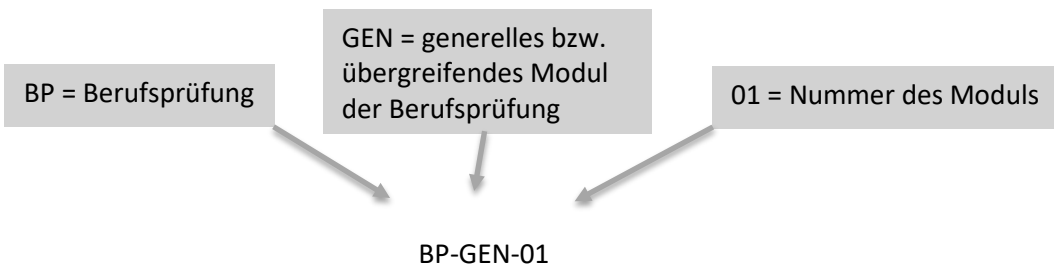 BP = Berufsprüfung
GEN = generelles bzw.
übergreifendes Modul
der Berufsprüfung
01 = Nummer des Moduls
BP-GEN-01